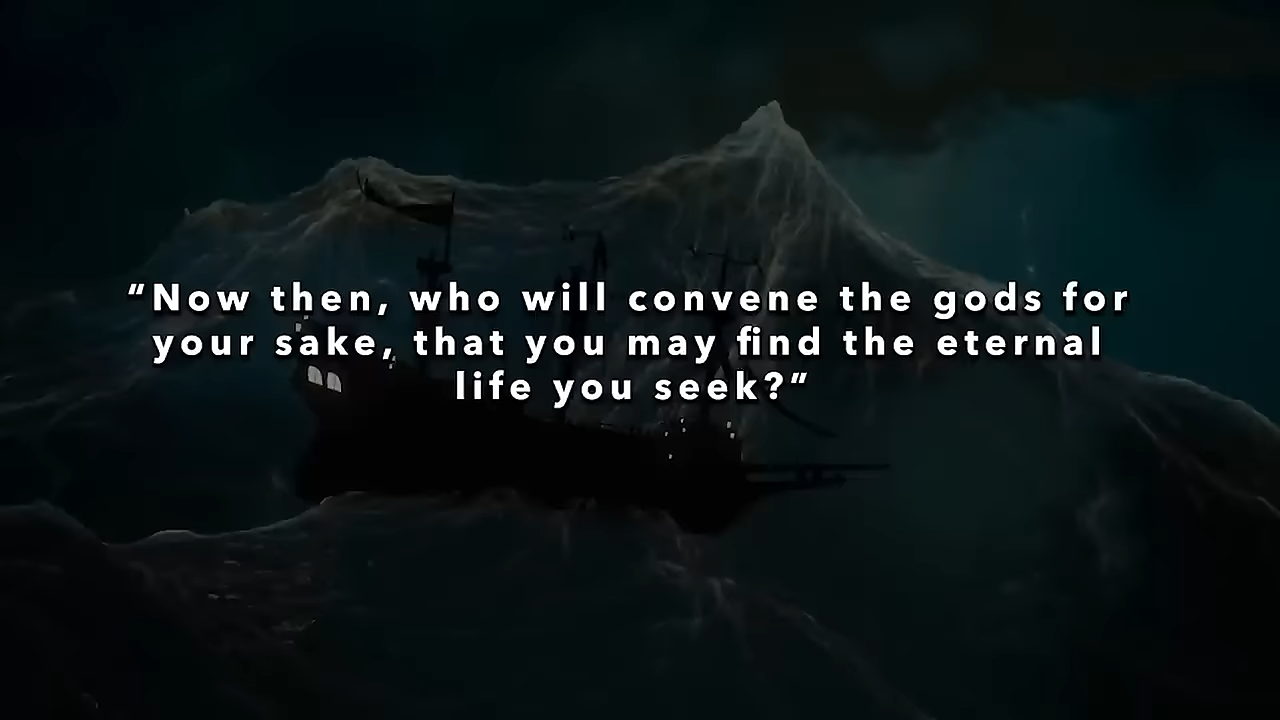 “Now then, who will convene the gods for
your sake, that you may find the eternal
life you seek?”